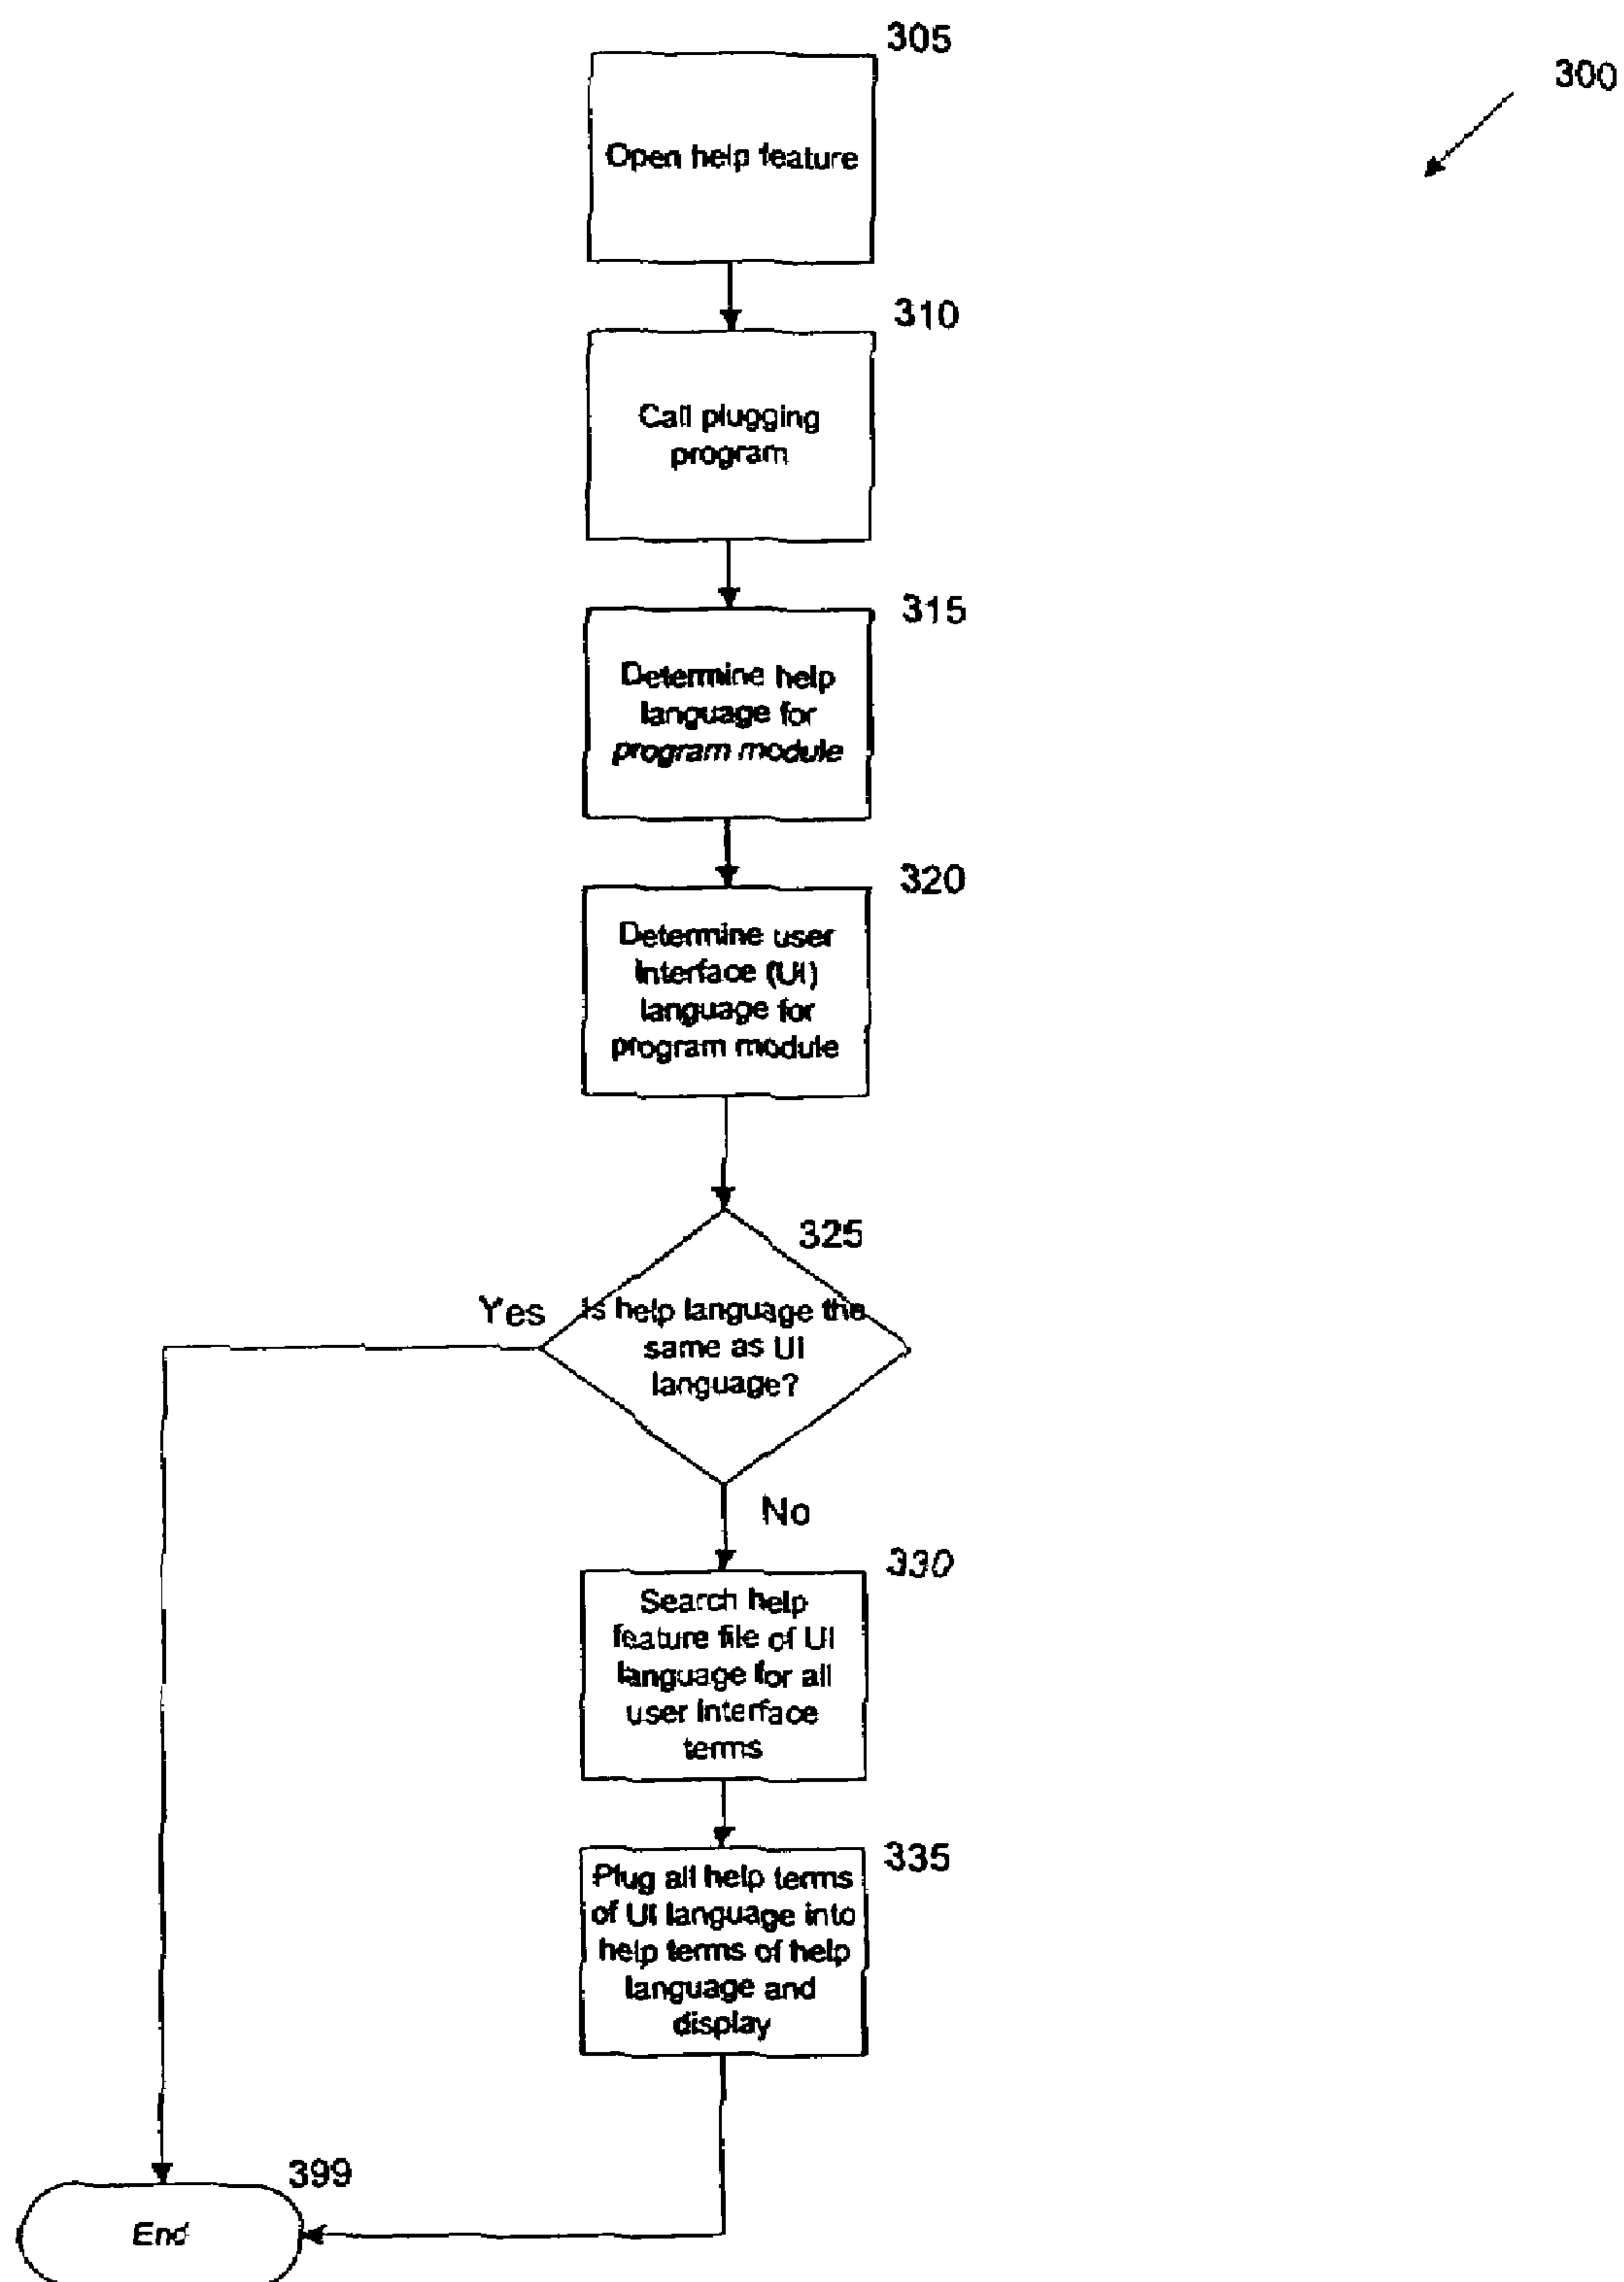 305
300
Open help feature
310
Call plugging
program
315
Determine help
language for
program module
320
Determine user
interface (UI)
language for
program module
325
Yes
Is help language the
same as UI
language?
No
330
Search help
feature file of UI
language for all
user interface
terms
335
Plug all help terms
of UI language into
help terms of help
language and
display
399
End